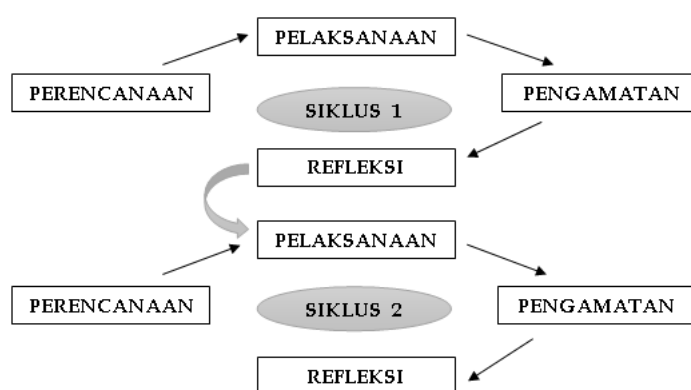 PELAKSANAAN
PERENCANAAN
PENGAMATAN
SIKLUS 1
REFLEKSI
PELAKSANAAN
PERENCANAAN
PENGAMATAN
SIKLUS 2
REFLEKSI